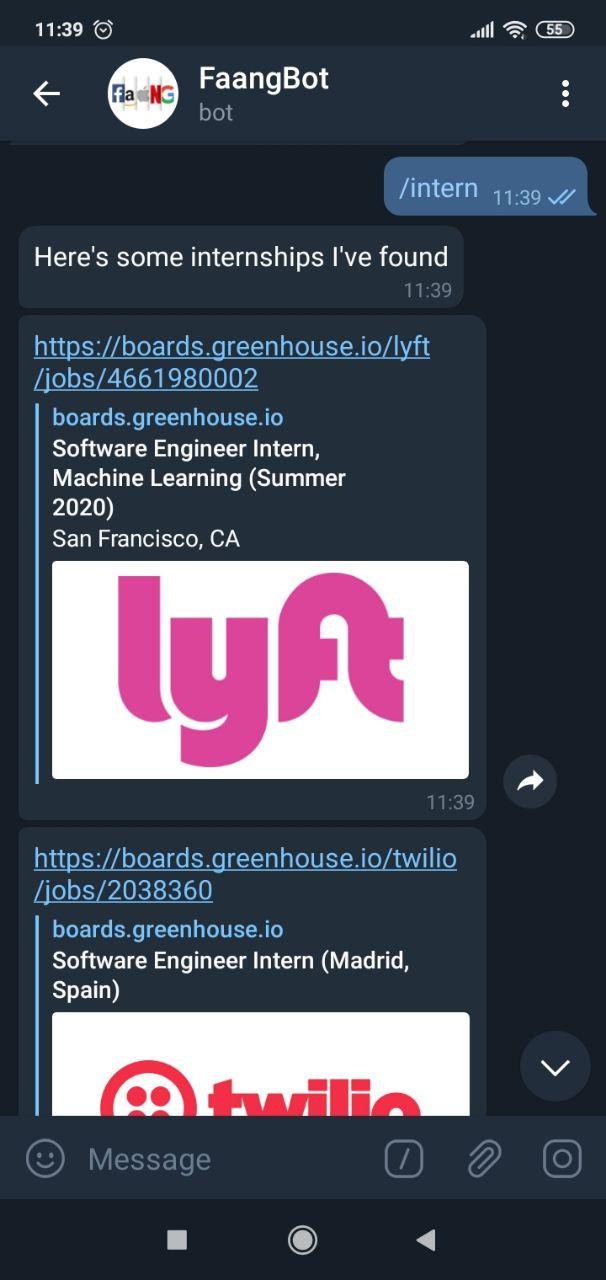 11:39
55
FaangBot
bot
FaaNG
/intern 11:39
Here's some internships I've found
11:39
https://boards.greenhouse.io/lyft
/jobs/4661980002
boards.greenhouse.io
Software Engineer Intern,
Machine Learning (Summer
2020)
San Francisco, CA
lyft
11:39
https://boards.greenhouse.io/twilio
/jobs/2038360
boards.greenhouse.io
Software Engineer Intern (Madrid,
Spain)
twilio
Message